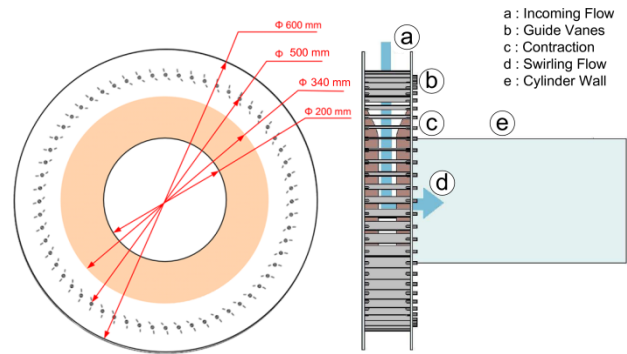 Φ 600 mm
Φ 500 mm
Φ 340 mm
Φ 200 mm
a
b
c
d
e
a : Incoming Flow
b : Guide Vanes
c : Contraction
d : Swirling Flow
e : Cylinder Wall